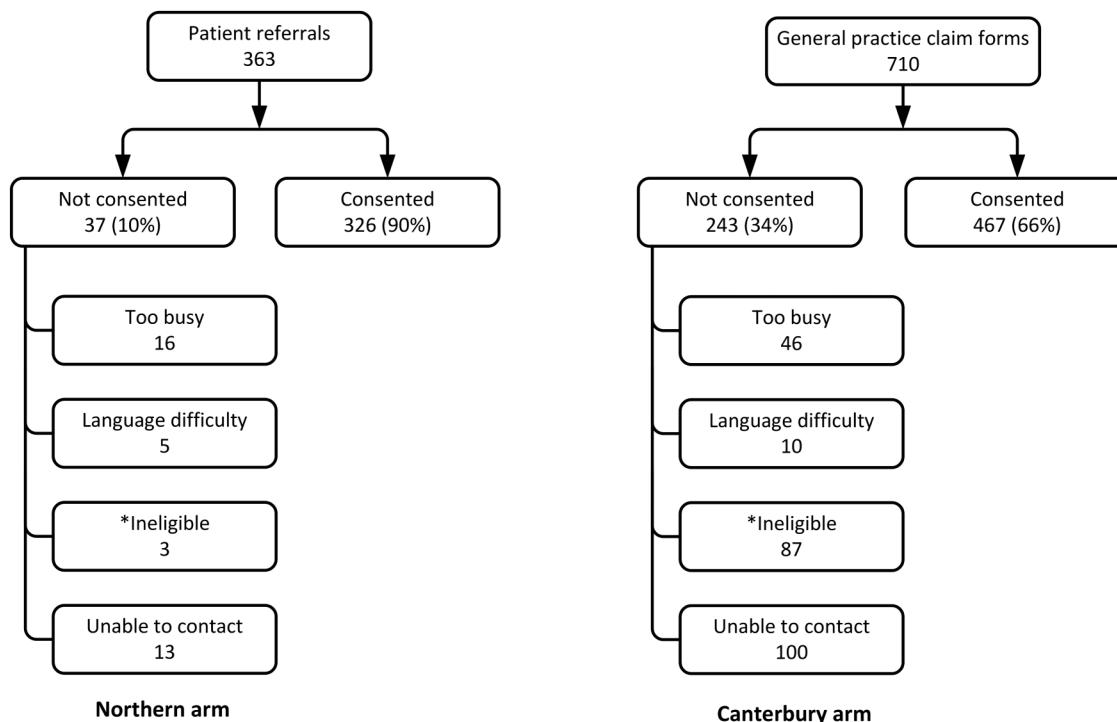 Patient referrals
363
Not consented
37 (10%)
Consented
326 (90%)
Too busy
16
Language difficulty
5
*Ineligible
3
Unable to contact
13
Northern arm
General practice claim forms
710
Not consented
243 (34%)
Consented
467 (66%)
Too busy
46
Language difficulty
10
*Ineligible
87
Unable to contact
100
Canterbury arm